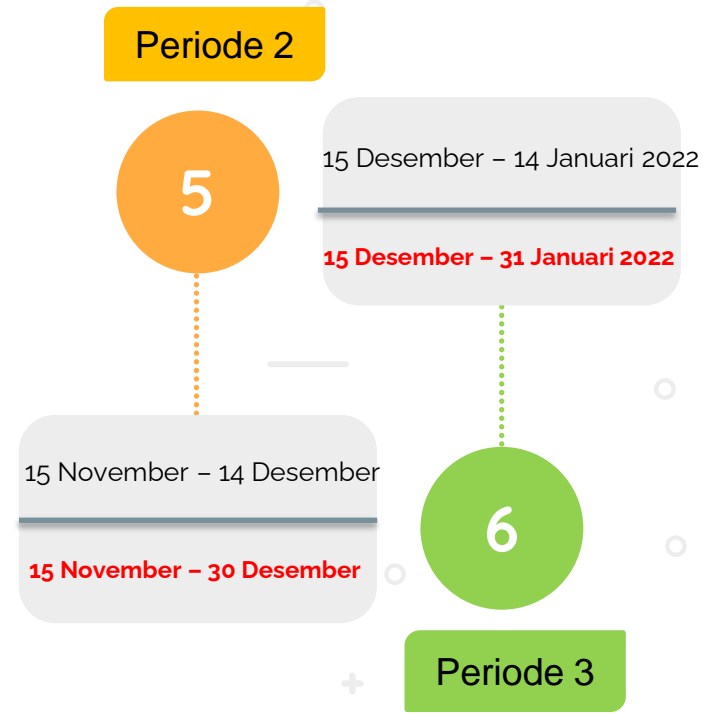 Periode 2
5
15 November – 14 Desember
15 November – 30 Desember
15 Desember – 14 Januari 2022
15 Desember – 31 Januari 2022
6
Periode 3